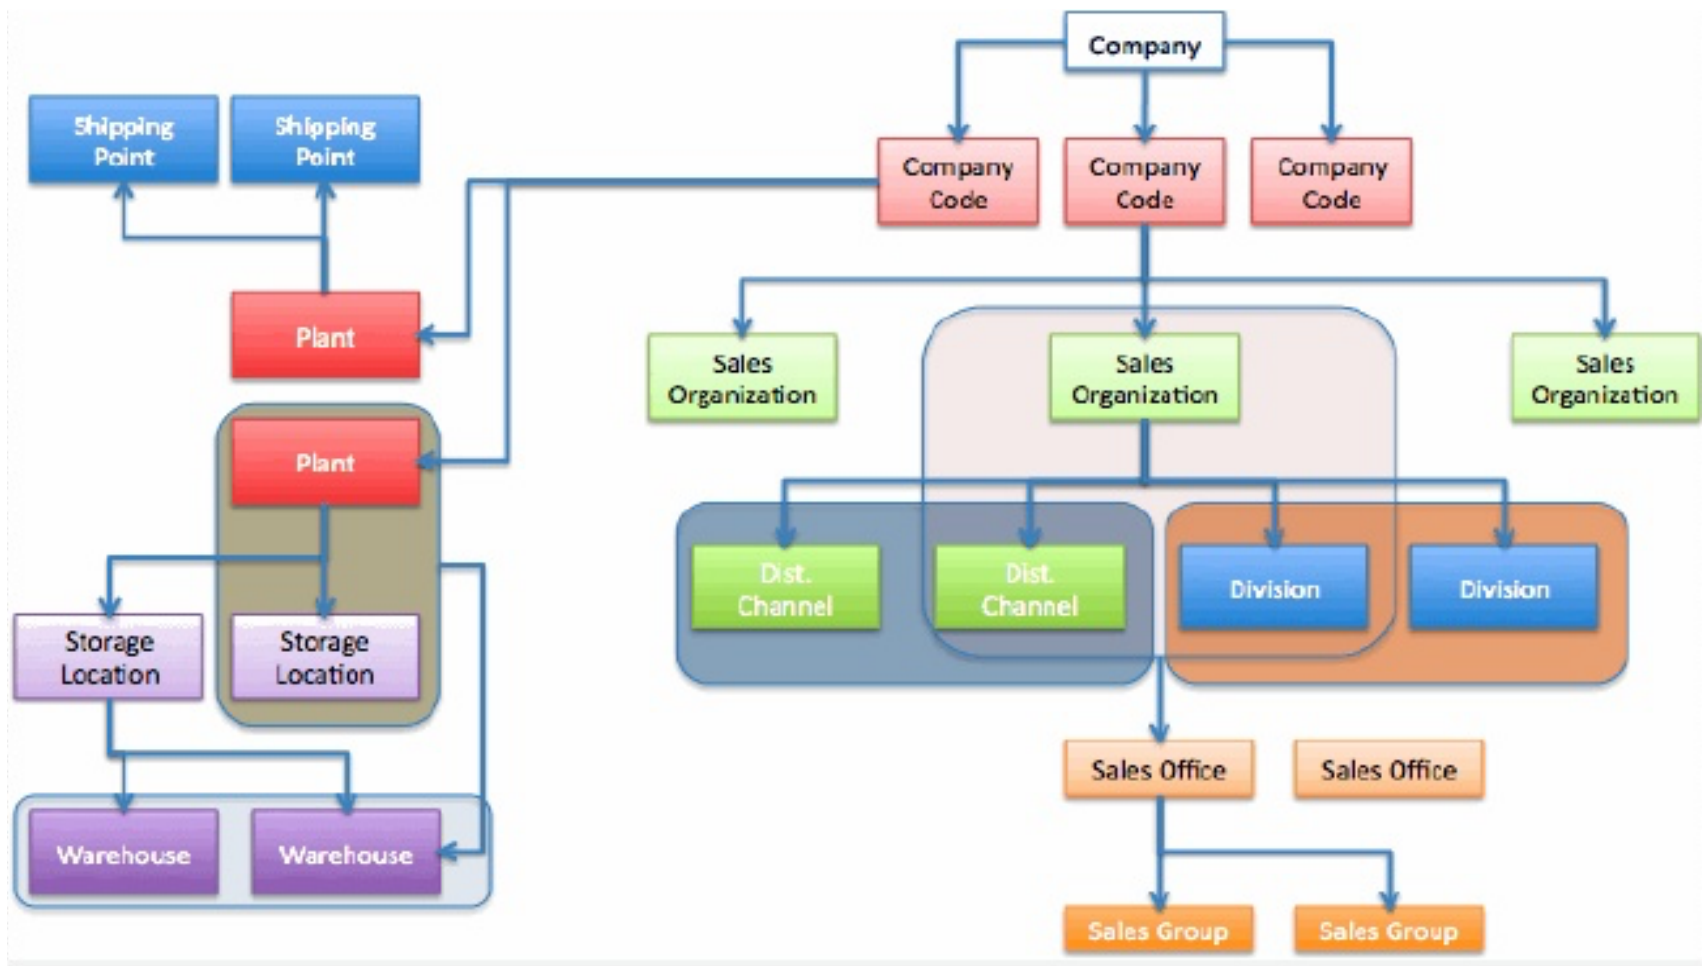 Company
Shipping
Point
Shipping
Point
Company
Code
Company
Code
Company
Code
Plant
Sales
Organization
Sales
Organization
Sales
Organization
Plant
Dist.
Channel
Dist.
Channel
Division
Division
Storage
Location
Storage
Location
Sales Office
Sales Office
Warehouse
Warehouse
Sales Group
Sales Group